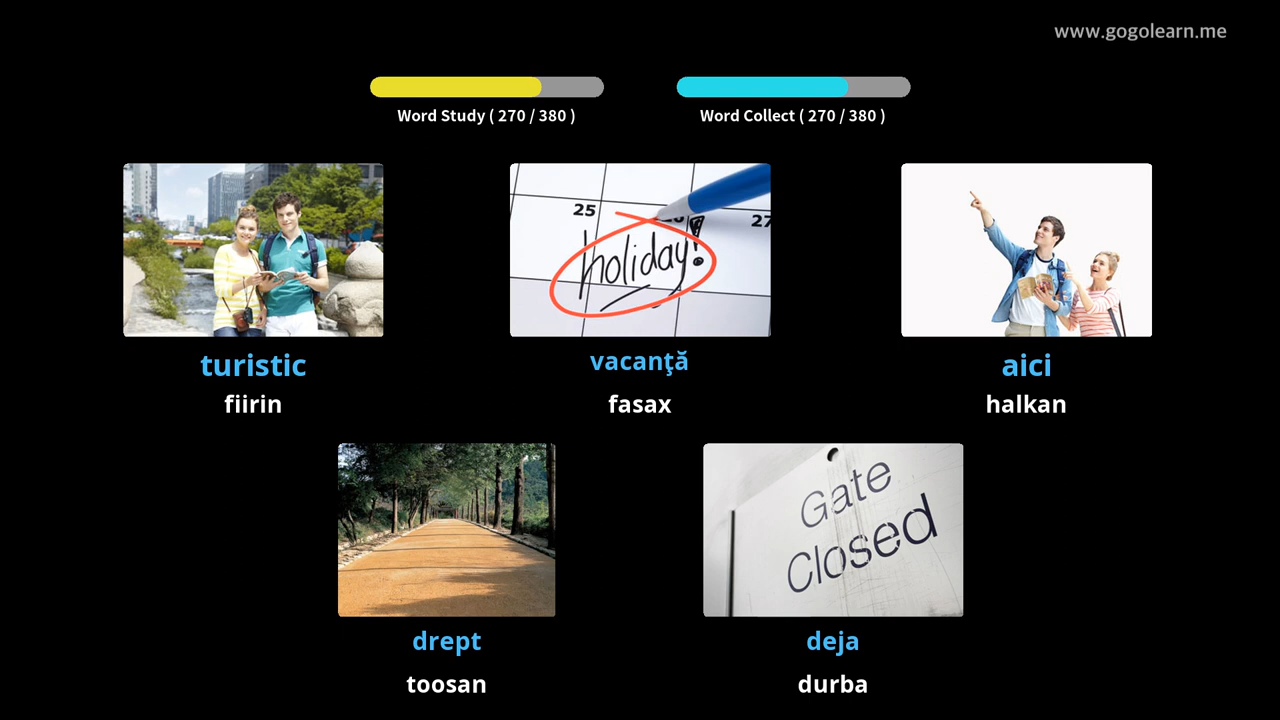 www.gogolearn.me
Word Study ( 270 / 380 )
Word Collect ( 270 / 380 )
25
27
holiday!
turistic
fiirin
vacanţă
fasax
aici
halkan
Gate
Closed
drept
toosan
deja
durba